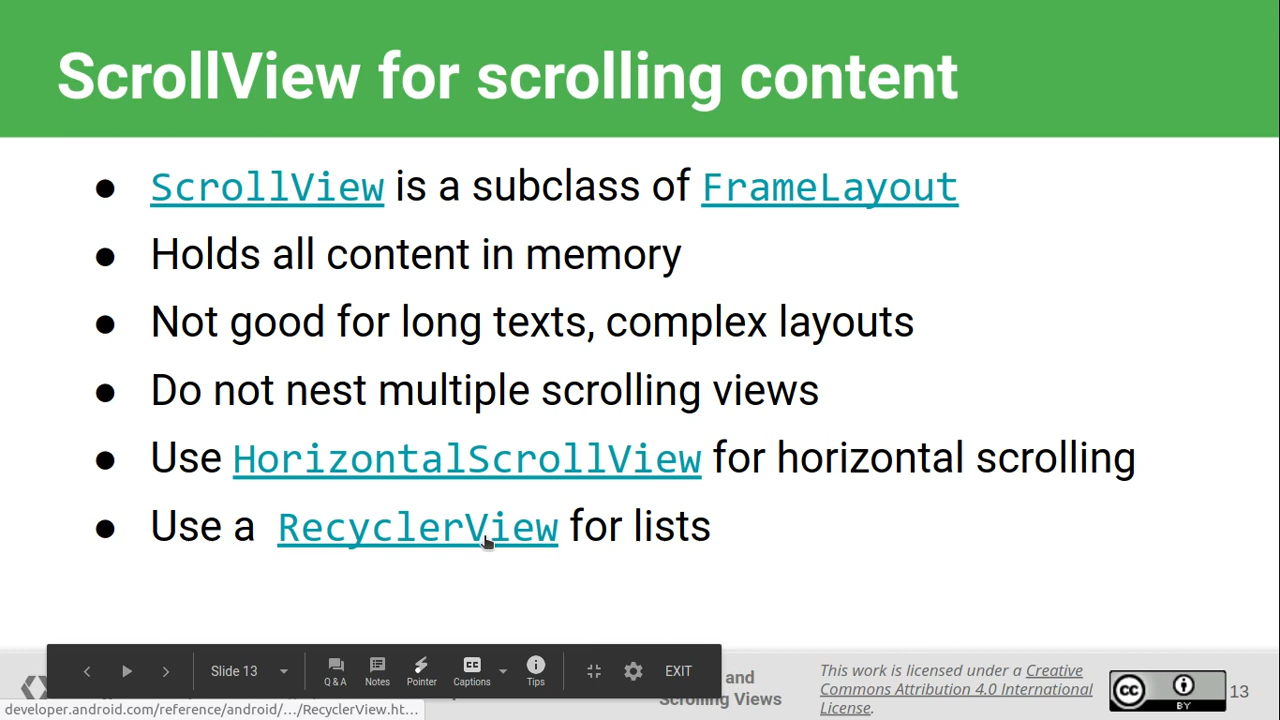 ScrollView for scrolling content
● ScrollView is a subclass of FrameLayout
● Holds all content in memory
● Not good for long texts, complex layouts
● Do not nest multiple scrolling views
● Use HorizontalScrollView for horizontal scrolling
● Use a RecyclerView for lists
Slide 13
Q & A
Notes
Pointer
CC
Captions
Tips
EXIT
and
Scrolling Views
This work is licensed under a Creative
Commons Attribution 4.0 International
License.
cc
BY
13
developer.android.com/reference/android/.../RecyclerView.ht...